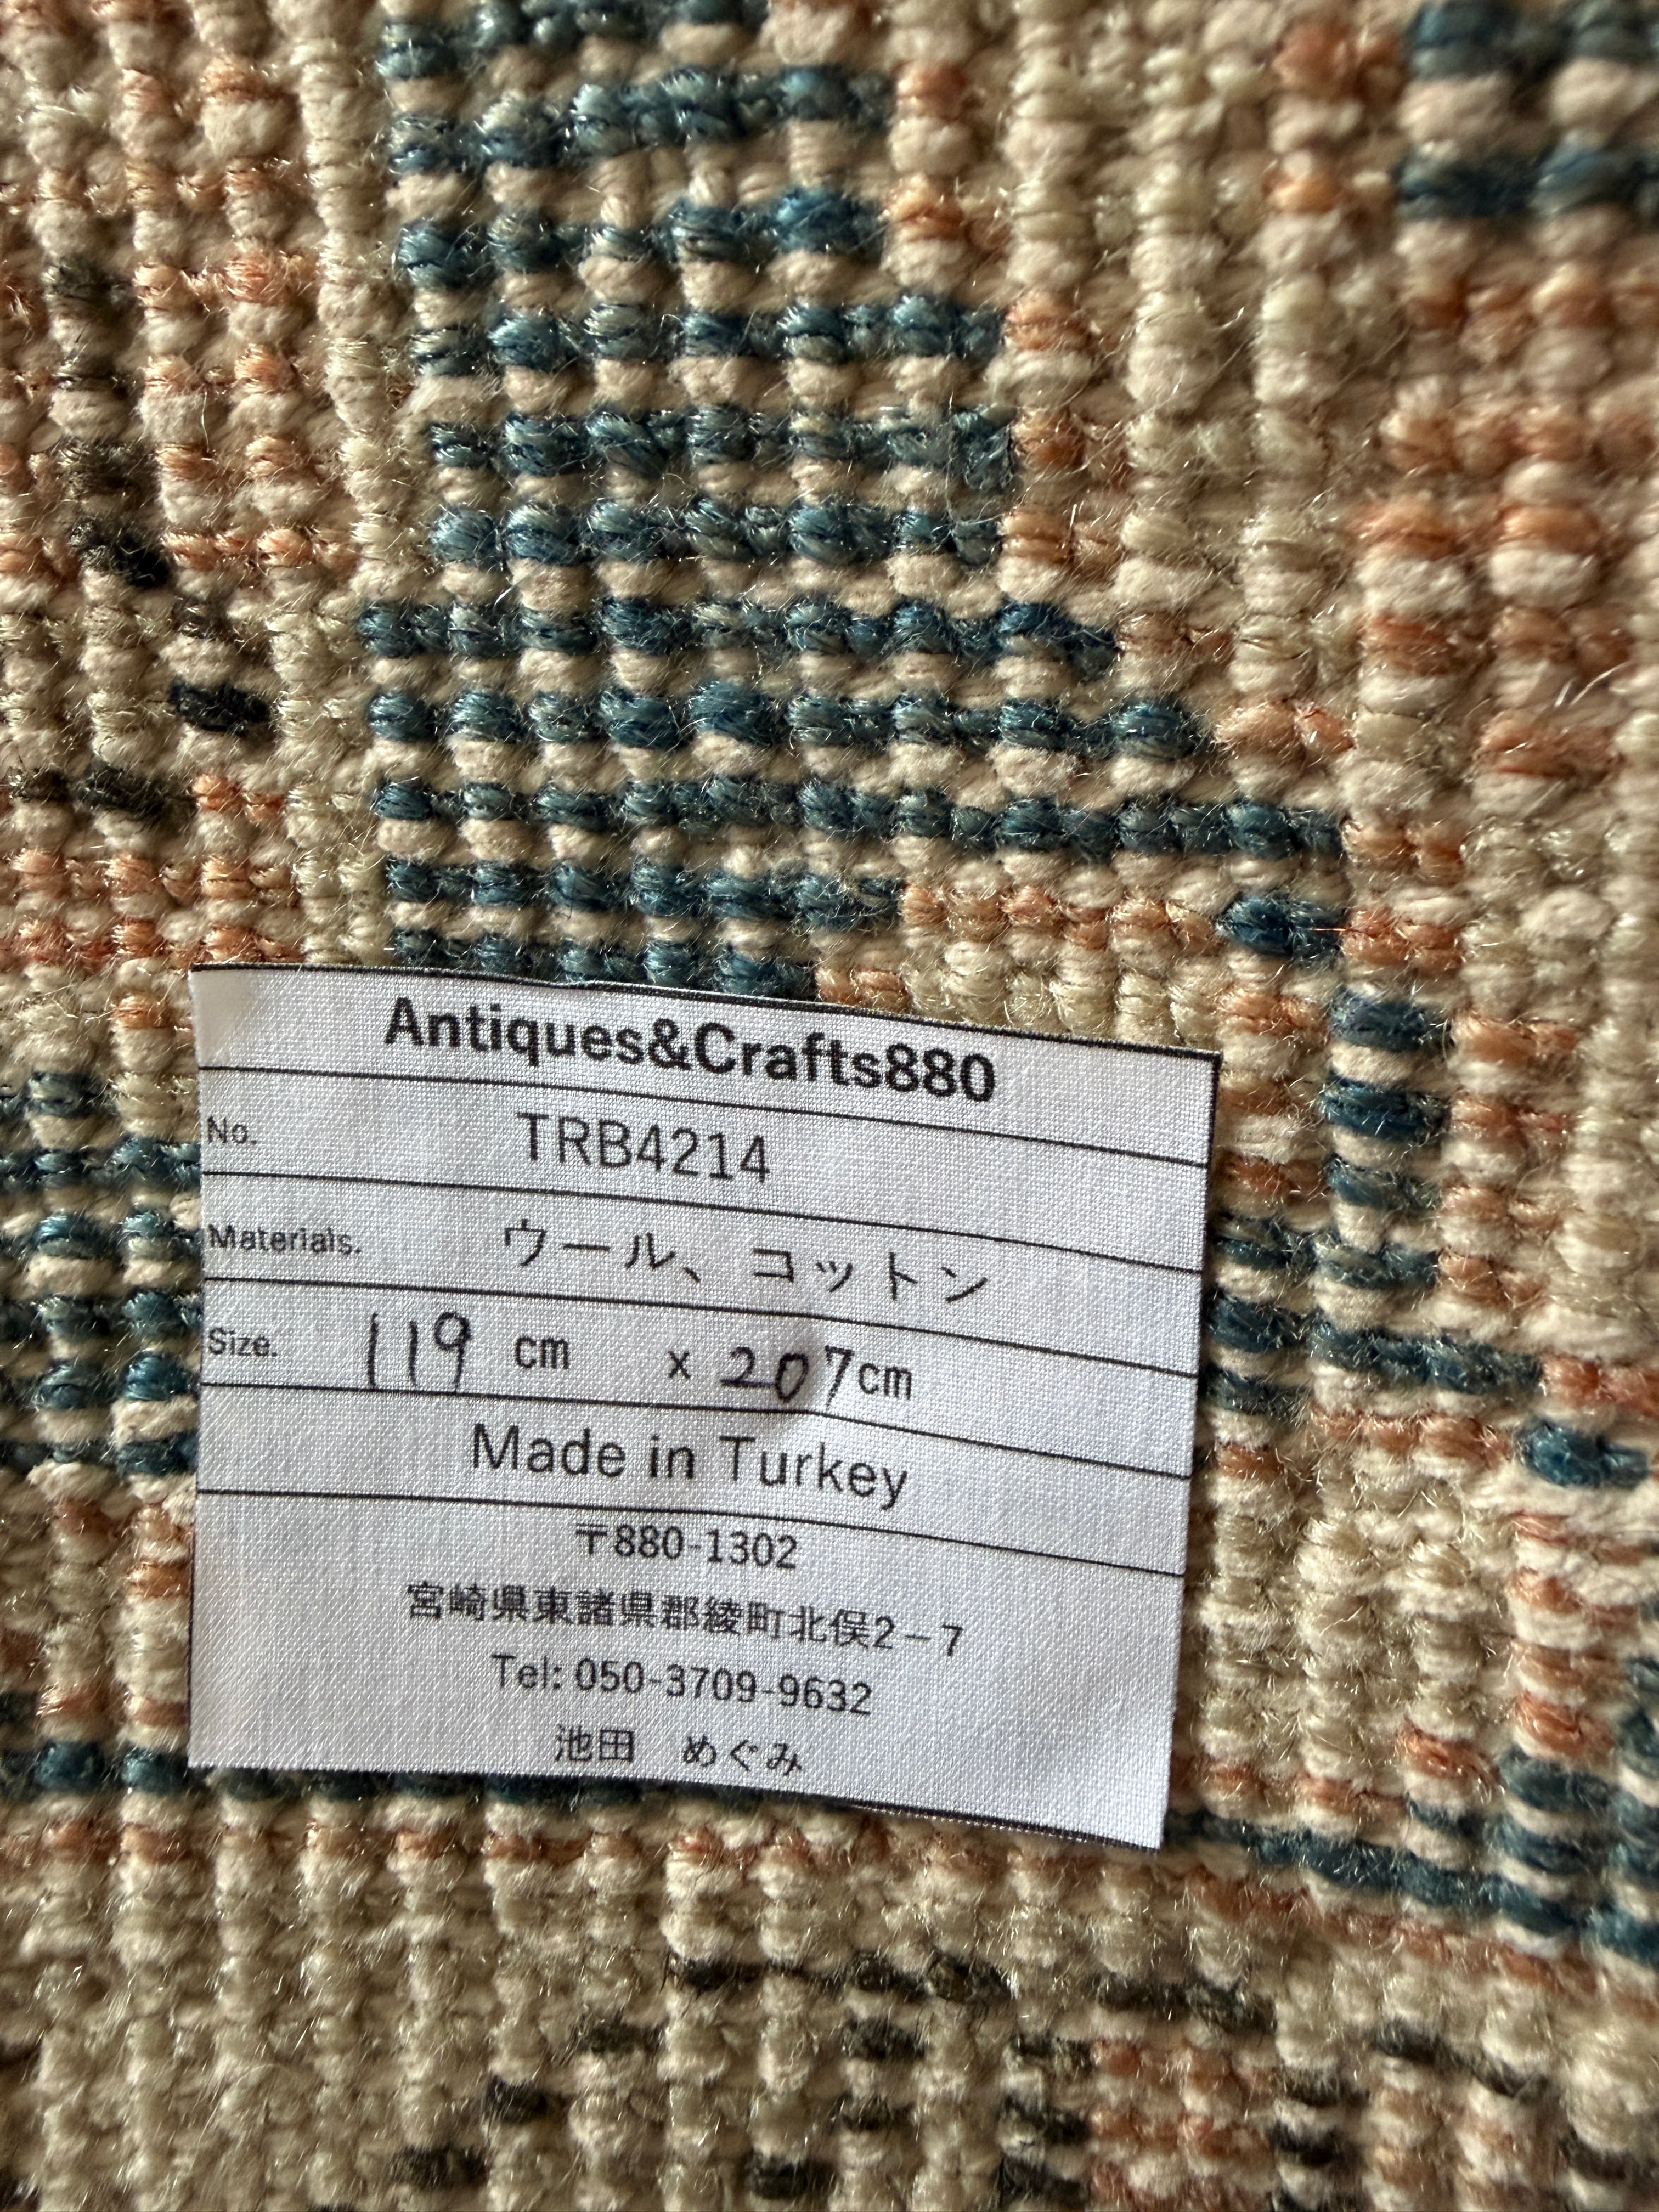 Antiques&Crafts880
No. TRB4214
Materials. ウール、コットン
Size. 119 cm x 207cm
Made in Turkey
〒880-1302
宮崎県東諸県郡綾町北俣2－7
Tel: 050-3709-9632
池田　めぐみ